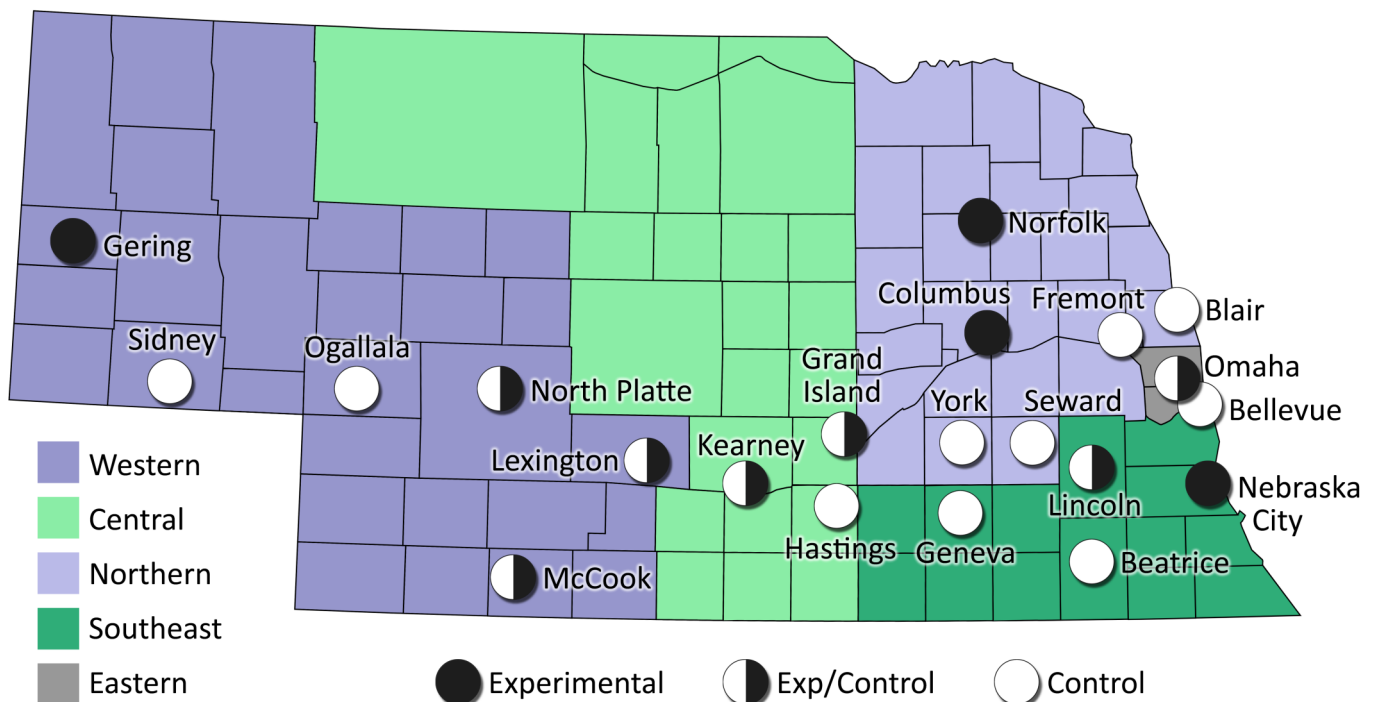 Norfolk
Gering
Columbus
Fremont
Blair
Sidney
Ogallala
Grand
Island
Omaha
North Platte
York
Seward
Bellevue
Western
Lexington
Kearney
Lincoln
Nebraska
City
Central
Hastings
Geneva
Beatrice
Northern
McCook
Southeast
Eastern
Experimental
Exp/Control
Control